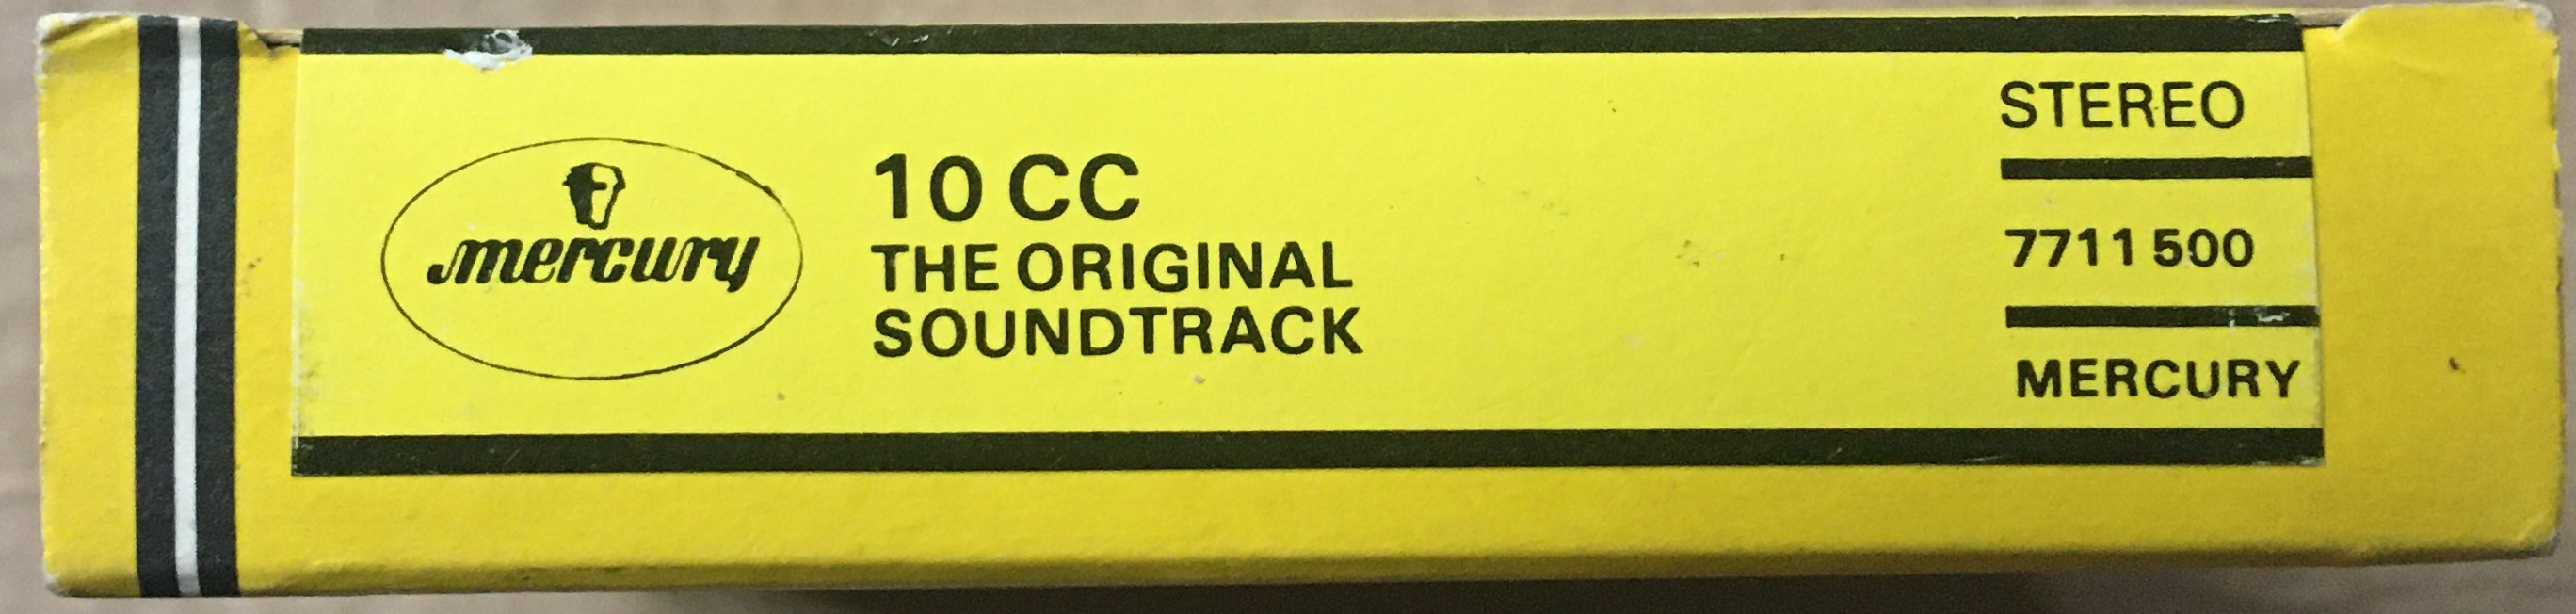 mercury
10 CC
THE ORIGINAL
SOUNDTRACK
STEREO
7711 500
MERCURY